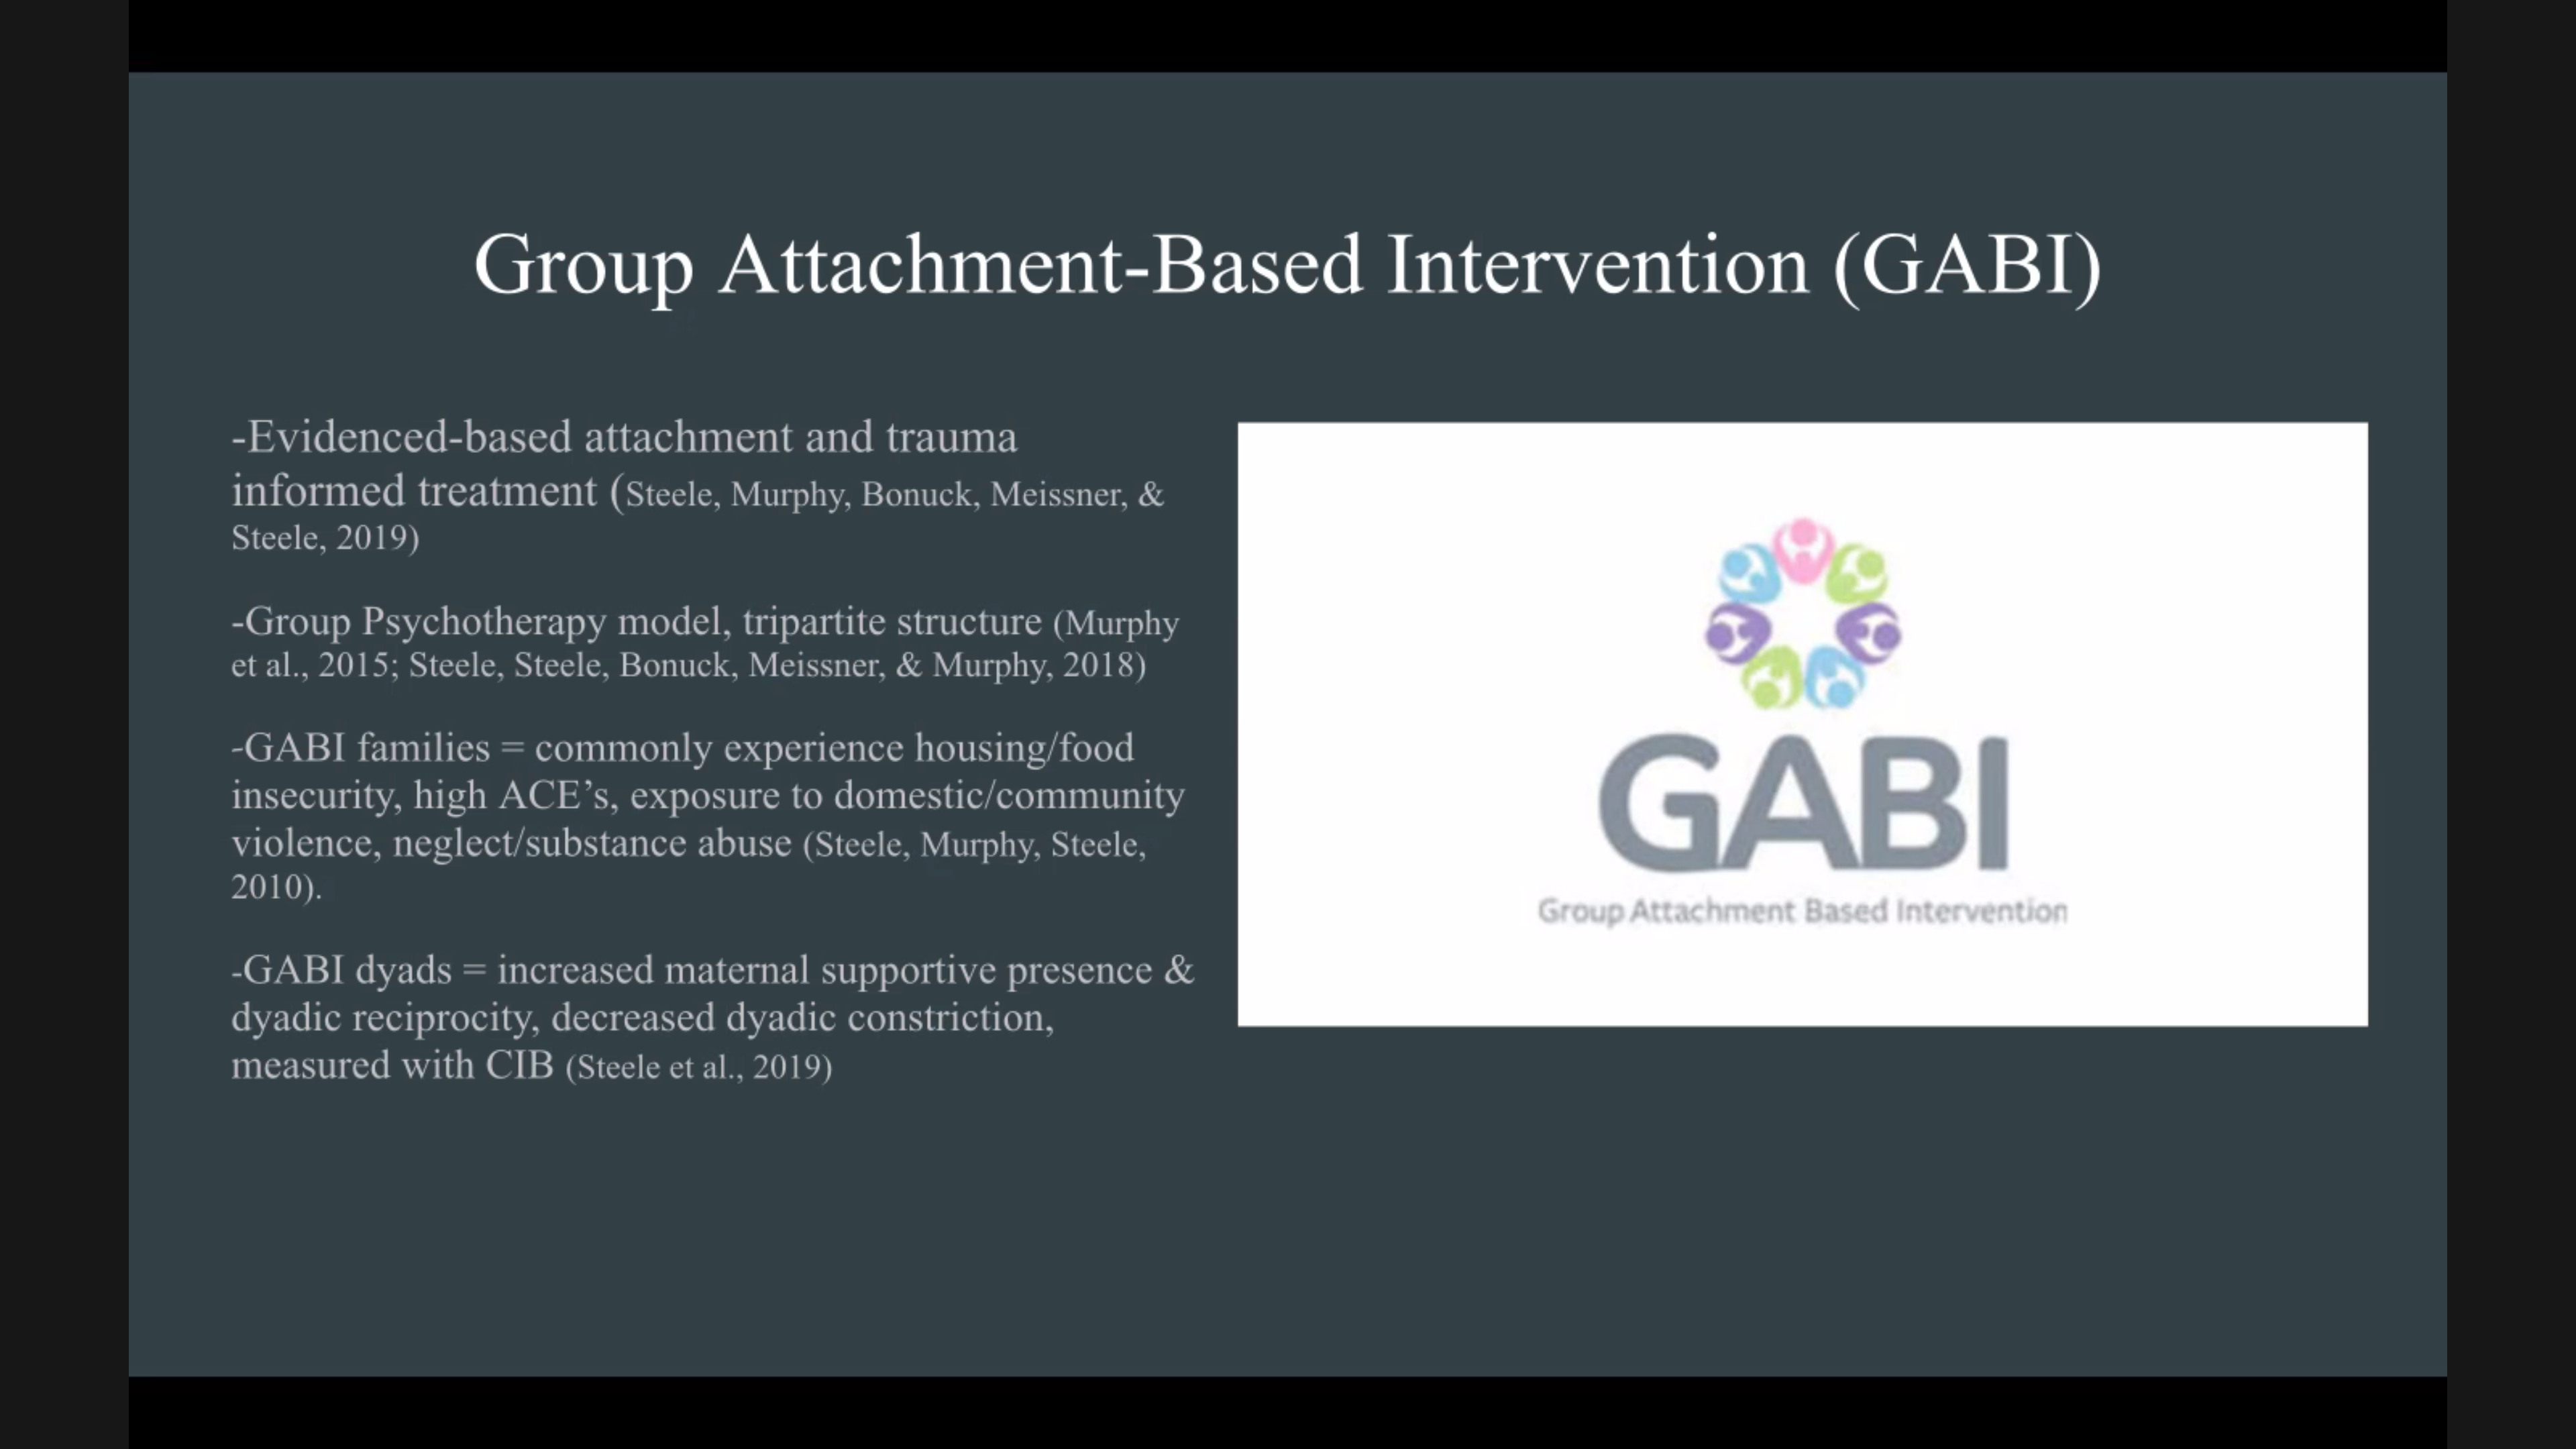 Group Attachment-Based Intervention (GABI)
-Evidenced-based attachment and trauma
informed treatment (Steele, Murphy, Bonuck, Meissner, &
Steele, 2019)
-Group Psychotherapy model, tripartite structure (Murphy
et al., 2015; Steele, Steele, Bonuck, Meissner, & Murphy, 2018)
-GABI families = commonly experience housing/food
insecurity, high ACE’s, exposure to domestic/community
violence, neglect/substance abuse (Steele, Murphy, Steele,
2010).
-GABI dyads = increased maternal supportive presence &
dyadic reciprocity, decreased dyadic constriction,
measured with CIB (Steele et al., 2019)
GABI
Group Attachment Based Intervention